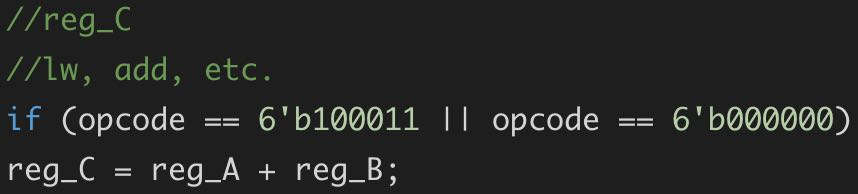 //reg_C
//lw, add, etc.
if (opcode == 6'b100011 || opcode == 6'b000000)
reg_C = reg_A + reg_B;